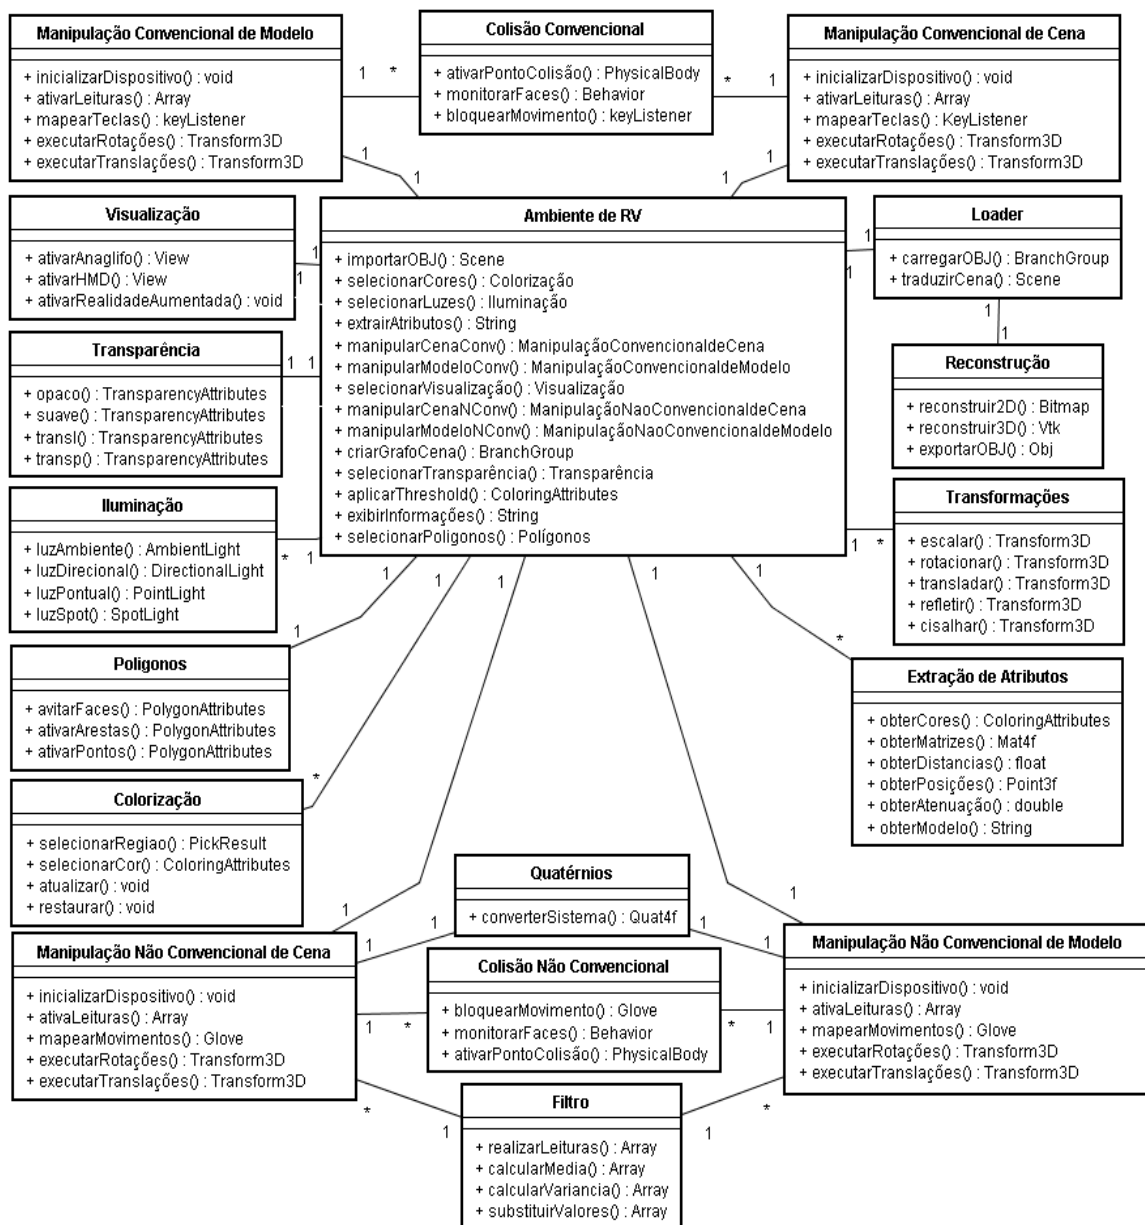 Manipulação Convencional de Modelo
+ inicializarDispositivo() : void
+ ativarLeituras() : Array
+ mapearTeclas() : keyListener
+ executarRotações() : Transform3D
+ executarTranslações() : Transform3D
1
*
Colisão Convencional
+ ativarPontoColisão() : PhysicalBody
+ monitorarFaces() : Behavior
+ bloquearMovimento() : keyListener
*
1
Manipulação Convencional de Cena
+ inicializarDispositivo() : void
+ ativarLeituras() : Array
+ mapearTeclas() : KeyListener
+ executarRotações() : Transform3D
+ executarTranslações() : Transform3D
1
1
1
1
Visualização
+ ativarAnaglifo() : View
+ ativarHMD() : View
+ ativarRealidadeAumentada() : void
1
1
Ambiente de RV
+ importarOBJ() : Scene
+ selecionarCores() : Colorização
+ selecionarLuzes() : Iluminação
+ extrairAtributos() : String
+ manipularCenaConv() : ManipulaçãoConvencionaldeCena
+ manipularModeloConv() : ManipulaçãoConvencionaldeModelo
+ selecionarVisualização() : Visualização
+ manipularCenaNConv() : ManipulaçãoNaoConvencionaldeCena
+ manipularModeloNConv() : ManipulaçãoNaoConvencionaldeModelo
+ criarGrafoCena() : BranchGroup
+ selecionarTransparência() : Transparência
+ aplicarThreshold() : ColoringAttributes
+ exibirInformações() : String
+ selecionarPoligonos() : Polígonos
1
1
Loader
+ carregarOBJ() : BranchGroup
+ traduzirCena() : Scene
1
1
Reconstrução
+ reconstruir2D() : Bitmap
+ reconstruir3D() : Vtk
+ exportarOBJ() : Obj
Transparência
+ opaco() : TransparencyAttributes
+ suave() : TransparencyAttributes
+ transl() : TransparencyAttributes
+ transp() : TransparencyAttributes
1
1
Iluminação
+ luzAmbiente() : AmbientLight
+ luzDirecional() : DirectionalLight
+ luzPontual() : PointLight
+ luzSpot() : SpotLight
*
1
1
*
Transformações
+ escalar() : Transform3D
+ rotacionar() : Transform3D
+ transladar() : Transform3D
+ refletir() : Transform3D
+ cisalhar() : Transform3D
1
1
1
1
1
1
*
Poligonos
+ avitarFaces() : PolygonAttributes
+ ativarArestas() : PolygonAttributes
+ ativarPontos() : PolygonAttributes
Extração de Atributos
+ obterCores() : ColoringAttributes
+ obterMatrizes() : Mat4f
+ obterDistancias() : float
+ obterPosições() : Point3f
+ obterAtenuação() : double
+ obterModelo() : String
*
Colorização
+ selecionarRegiao() : PickResult
+ selecionarCor() : ColoringAttributes
+ atualizar() : void
+ restaurar() : void
1
1
Quatérnios
+ converterSistema() : Quat4f
1
1
1
1
Manipulação Não Convencional de Cena
+ inicializarDispositivo() : void
+ ativaLeituras() : Array
+ mapearMovimentos() : Glove
+ executarRotações() : Transform3D
+ executarTranslações() : Transform3D
1
*
Colisão Não Convencional
+ bloquearMovimento() : Glove
+ monitorarFaces() : Behavior
+ ativarPontoColisão() : PhysicalBody
*
1
Manipulação Não Convencional de Modelo
+ inicializarDispositivo() : void
+ ativaLeituras() : Array
+ mapearMovimentos() : Glove
+ executarRotações() : Transform3D
+ executarTranslações() : Transform3D
*
1
1
*
Filtro
+ realizarLeituras() : Array
+ calcularMedia() : Array
+ calcularVariancia() : Array
+ substituirValores() : Array